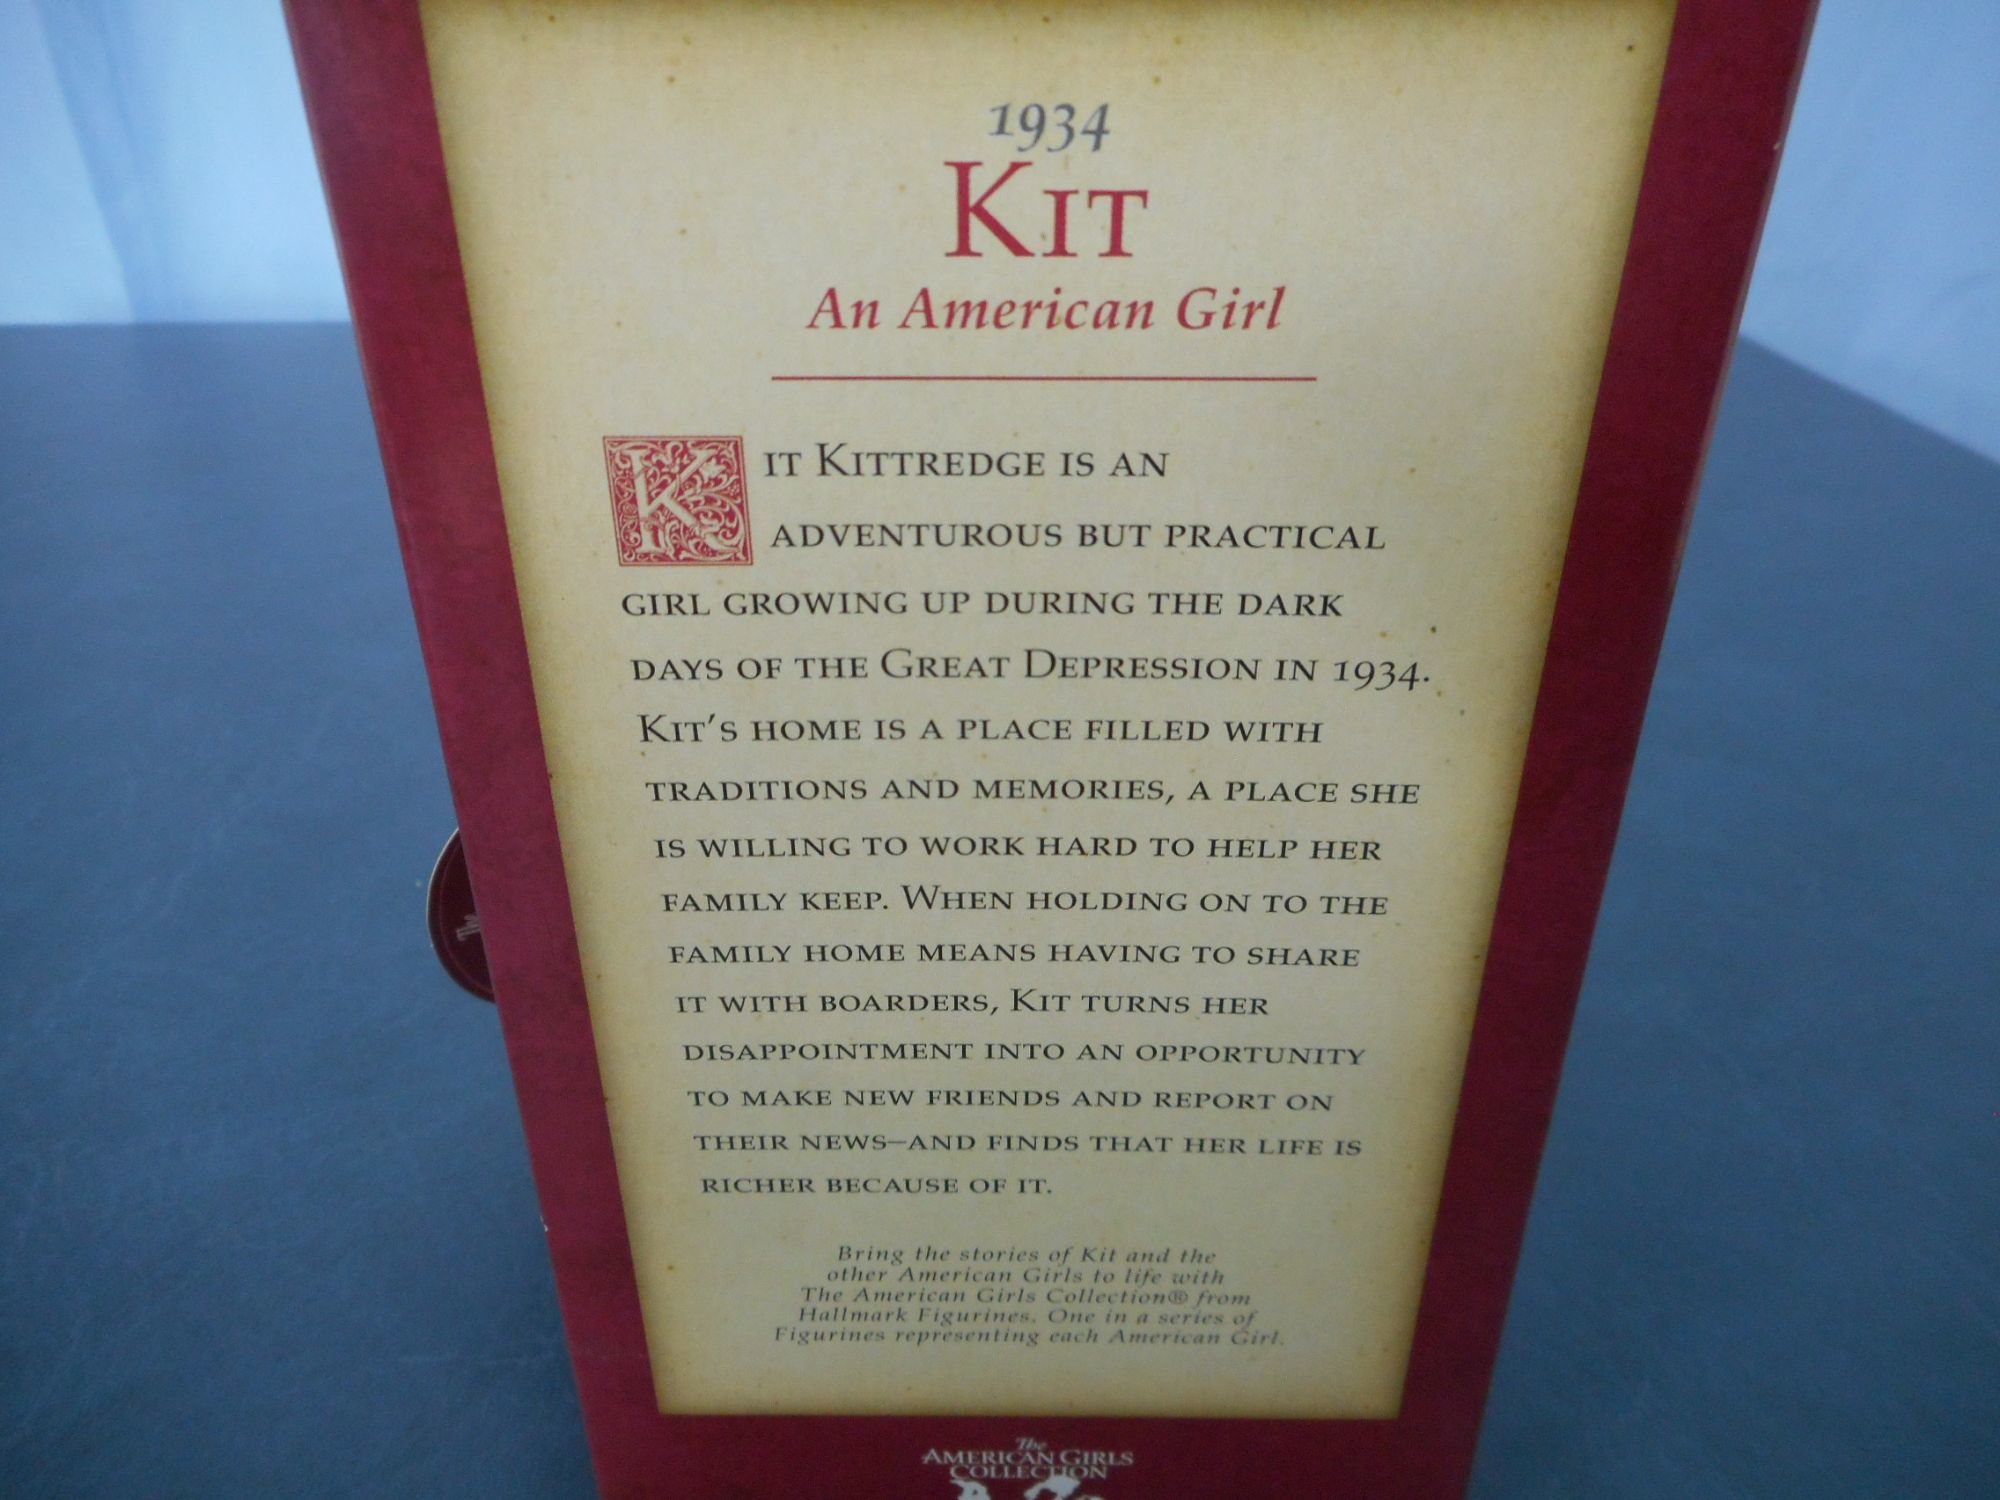 1934
KIT
An American Girl
KIT KITTREDGE IS AN
ADVENTUROUS BUT PRACTICAL
GIRL GROWING UP DURING THE DARK
DAYS OF THE GREAT DEPRESSION IN 1934.
KIT'S HOME IS A PLACE FILLED WITH
TRADITIONS AND MEMORIES, A PLACE SHE
IS WILLING TO WORK HARD TO HELP HER
FAMILY KEEP. WHEN HOLDING ON TO THE
FAMILY HOME MEANS HAVING TO SHARE
IT WITH BOARDERS, KIT TURNS HER
DISAPPOINTMENT INTO AN OPPORTUNITY
TO MAKE NEW FRIENDS AND REPORT ON
THEIR NEWS—AND FINDS THAT HER LIFE IS
RICHER BECAUSE OF IT.
Bring the stories of Kit and the
other American Girls to life with
The American Girls Collection® from
Hallmark Figurines. One in a series of
Figurines representing each American Girl.
The
AMERICAN GIRLS
COLLECTION